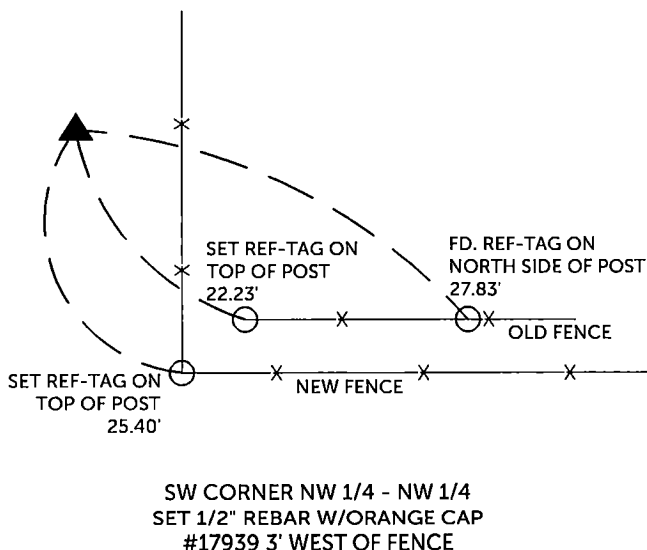 SET REF-TAG ON
TOP OF POST
22.23'
FD. REF-TAG ON
NORTH SIDE OF POST
27.83'
OLD FENCE
SET REF-TAG ON
TOP OF POST
25.40'
NEW FENCE
SW CORNER NW 1/4 - NW 1/4
SET 1/2" REBAR W/ORANGE CAP
#17939 3' WEST OF FENCE